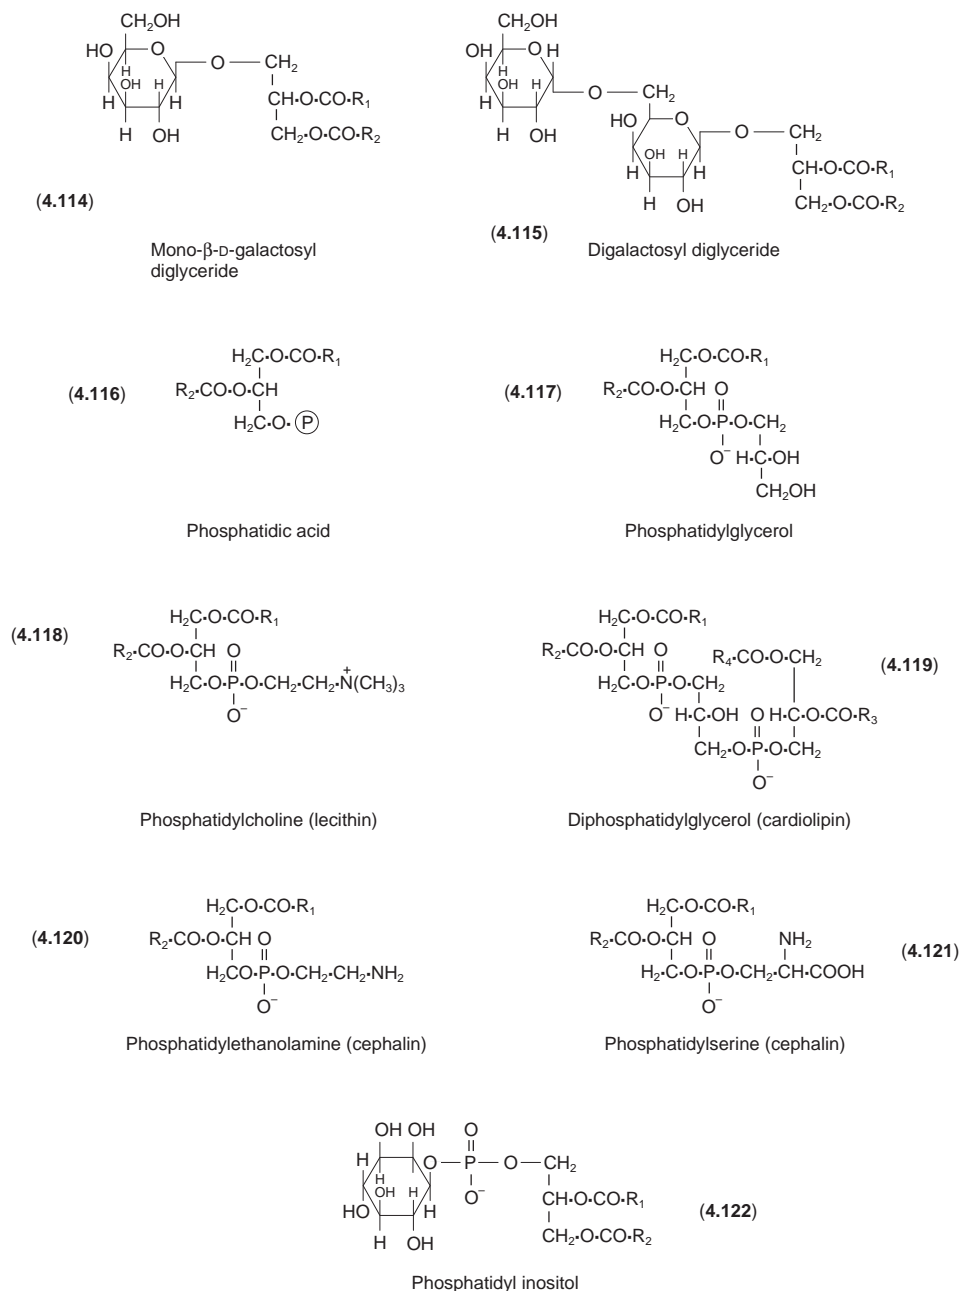 CH₂OH
HO O O CH₂
H
OH H
H H CH·O·CO·R₁
H OH CH₂·O·CO·R₂
(4.114)
Mono-β-D-galactosyl
diglyceride
CH₂OH
OH O H
H
OH H
H O CH₂
H OH HO O O CH₂
OH H
H H CH·O·CO·R₁
H OH CH₂·O·CO·R₂
(4.115)
Digalactosyl diglyceride
H₂C·O·CO·R₁
(4.116) R₂·CO·O·CH
H₂C·O· P
Phosphatidic acid
H₂C·O·CO·R₁
(4.117) R₂·CO·O·CH O
H₂C·O·P·O·CH₂
O⁻ H·C·OH
CH₂OH
Phosphatidylglycerol
H₂C·O·CO·R₁
(4.118) R₂·CO·O·CH O
H₂C·O·P·O·CH₂·CH₂·N⁺(CH₃)₃
O⁻
Phosphatidylcholine (lecithin)
H₂C·O·CO·R₁
R₂·CO·O·CH O R₄·CO·O·CH₂ (4.119)
H₂C·O·P·O·CH₂
O⁻ H·C·OH O H·C·O·CO·R₃
CH₂·O·P·O·CH₂
O⁻
Diphosphatidylglycerol (cardiolipin)
H₂C·O·CO·R₁
(4.120) R₂·CO·O·CH O
H₂C·O·P·O·CH₂·CH₂·NH₂
O⁻
Phosphatidylethanolamine (cephalin)
H₂C·O·CO·R₁
R₂·CO·O·CH O NH₂ (4.121)
H₂C·O·P·O·CH₂·CH·COOH
O⁻
Phosphatidylserine (cephalin)
OH OH O
H O P O CH₂
H
OH H O⁻ CH·O·CO·R₁ (4.122)
HO H
H OH CH₂·O·CO·R₂
Phosphatidyl inositol